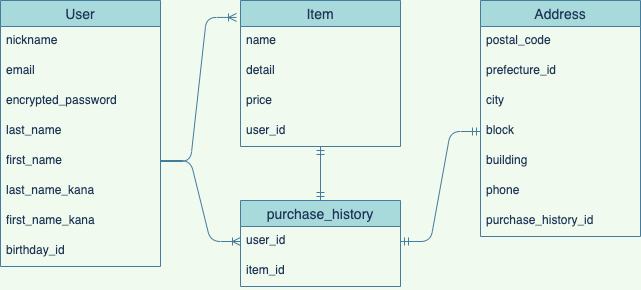 User
nickname
email
encrypted_password
last_name
first_name
last_name_kana
first_name_kana
birthday_id
Item
name
detail
price
user_id
purchase_history
user_id
item_id
Address
postal_code
prefecture_id
city
block
building
phone
purchase_history_id